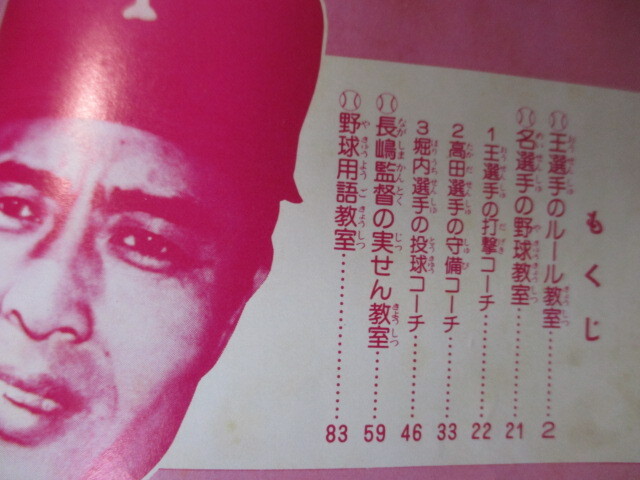 もくじ
王選手のルール教室……………2
名選手の野球教室……………21
1 王選手の打撃コーチ……………22
2 高田選手の守備コーチ……………33
3 堀内選手の投球コーチ……………46
長嶋監督の実せん教室……………59
野球用語教室……………83